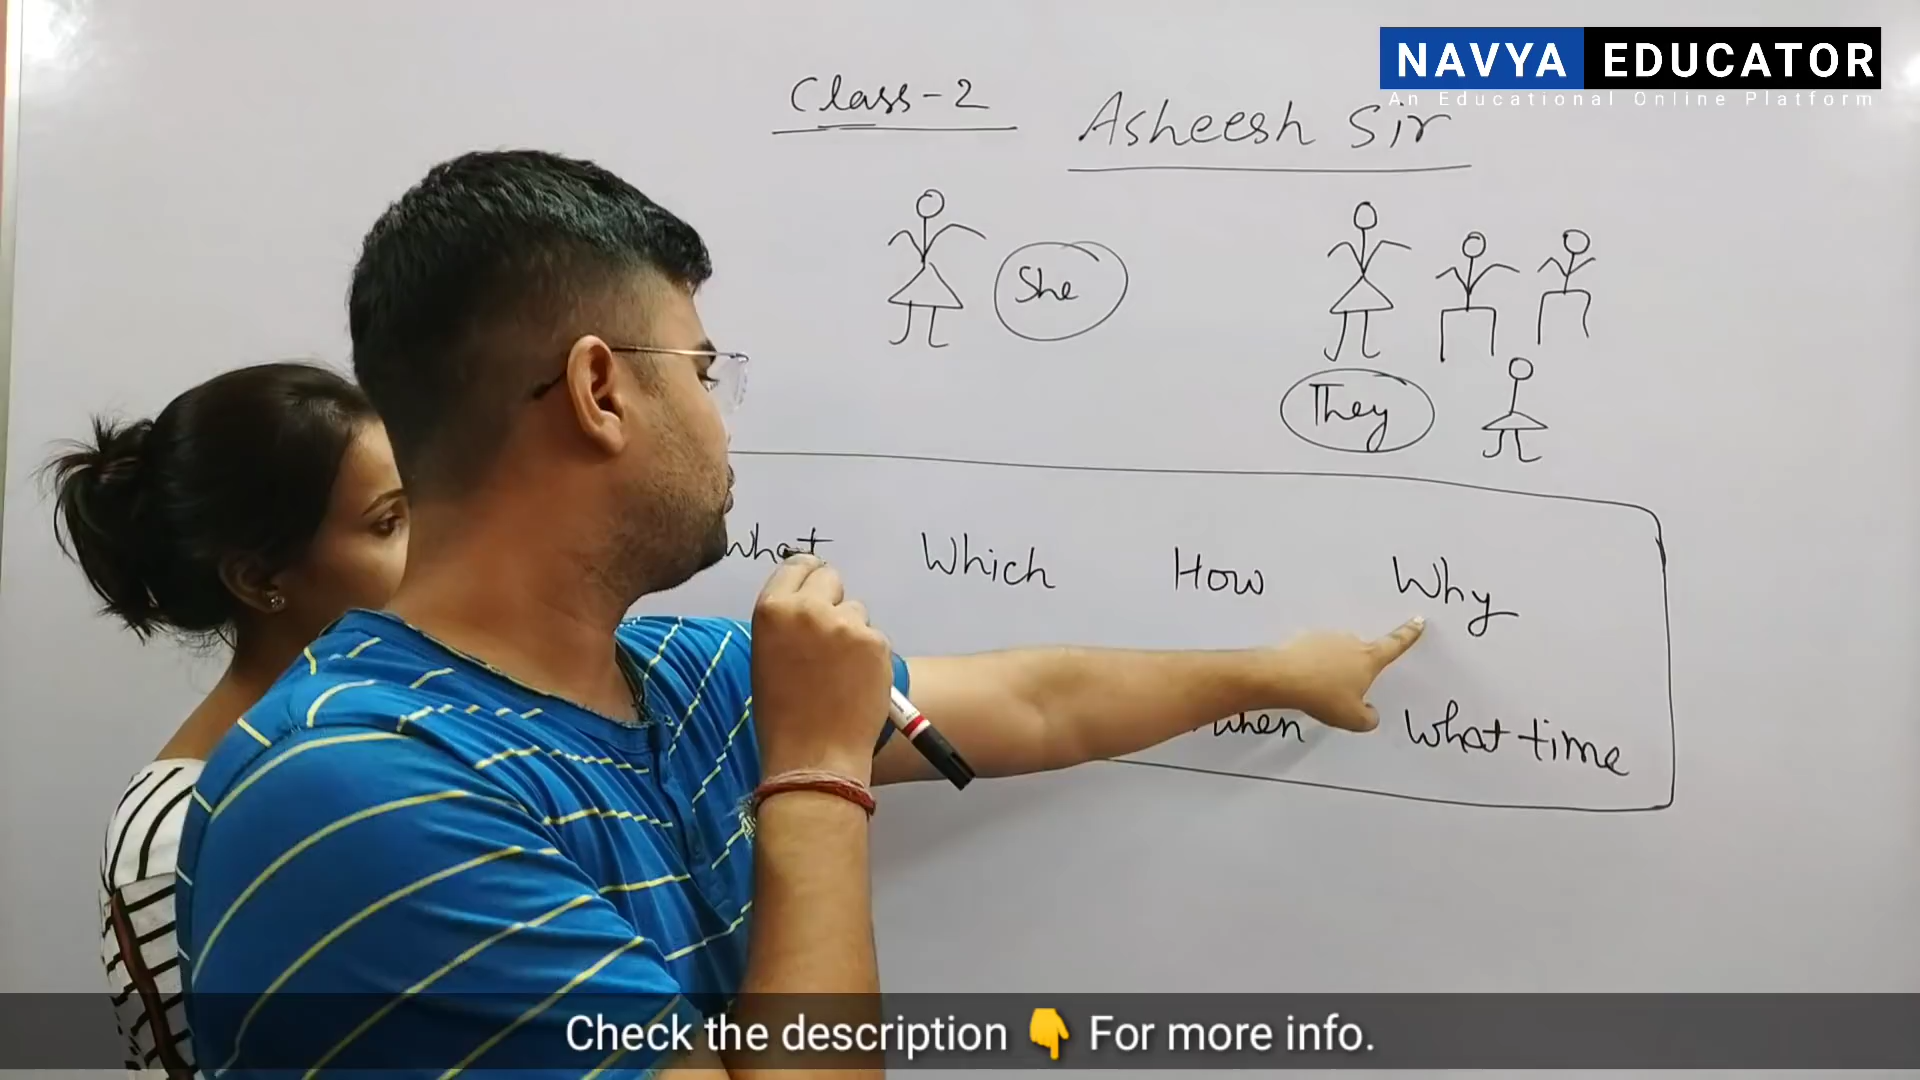 NAVYA EDUCATOR
An Educational Online Platform
Class-2
Asheesh Sir
She
They
What Which How Why
When What time
Check the description 👇 For more info.